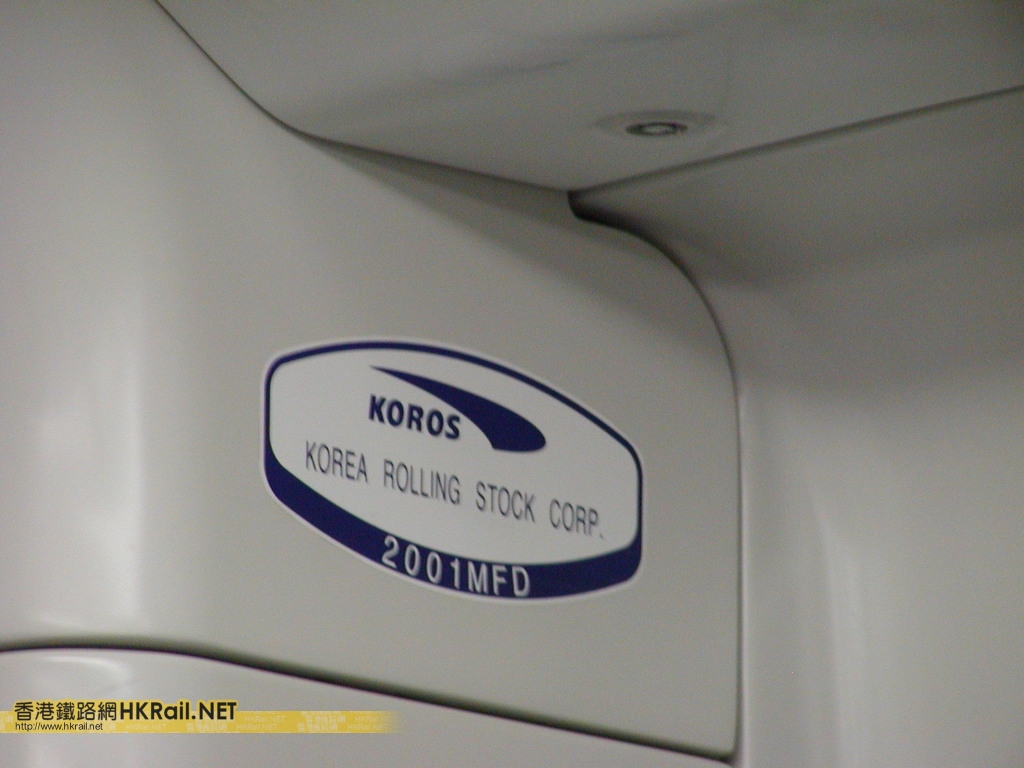 KOROS
KOREA ROLLING STOCK CORP.
2001MFD
香港鐵路網HKRail.NET
http://www.hkrail.net